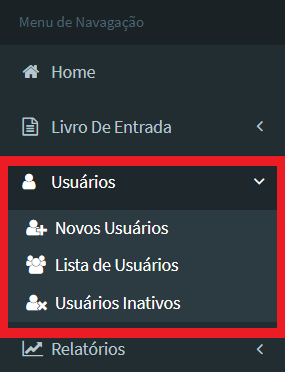 Menu de Navagação
Home
Livro De Entrada
Usuários
Novos Usuários
Lista de Usuários
Usuários Inativos
Relatórios